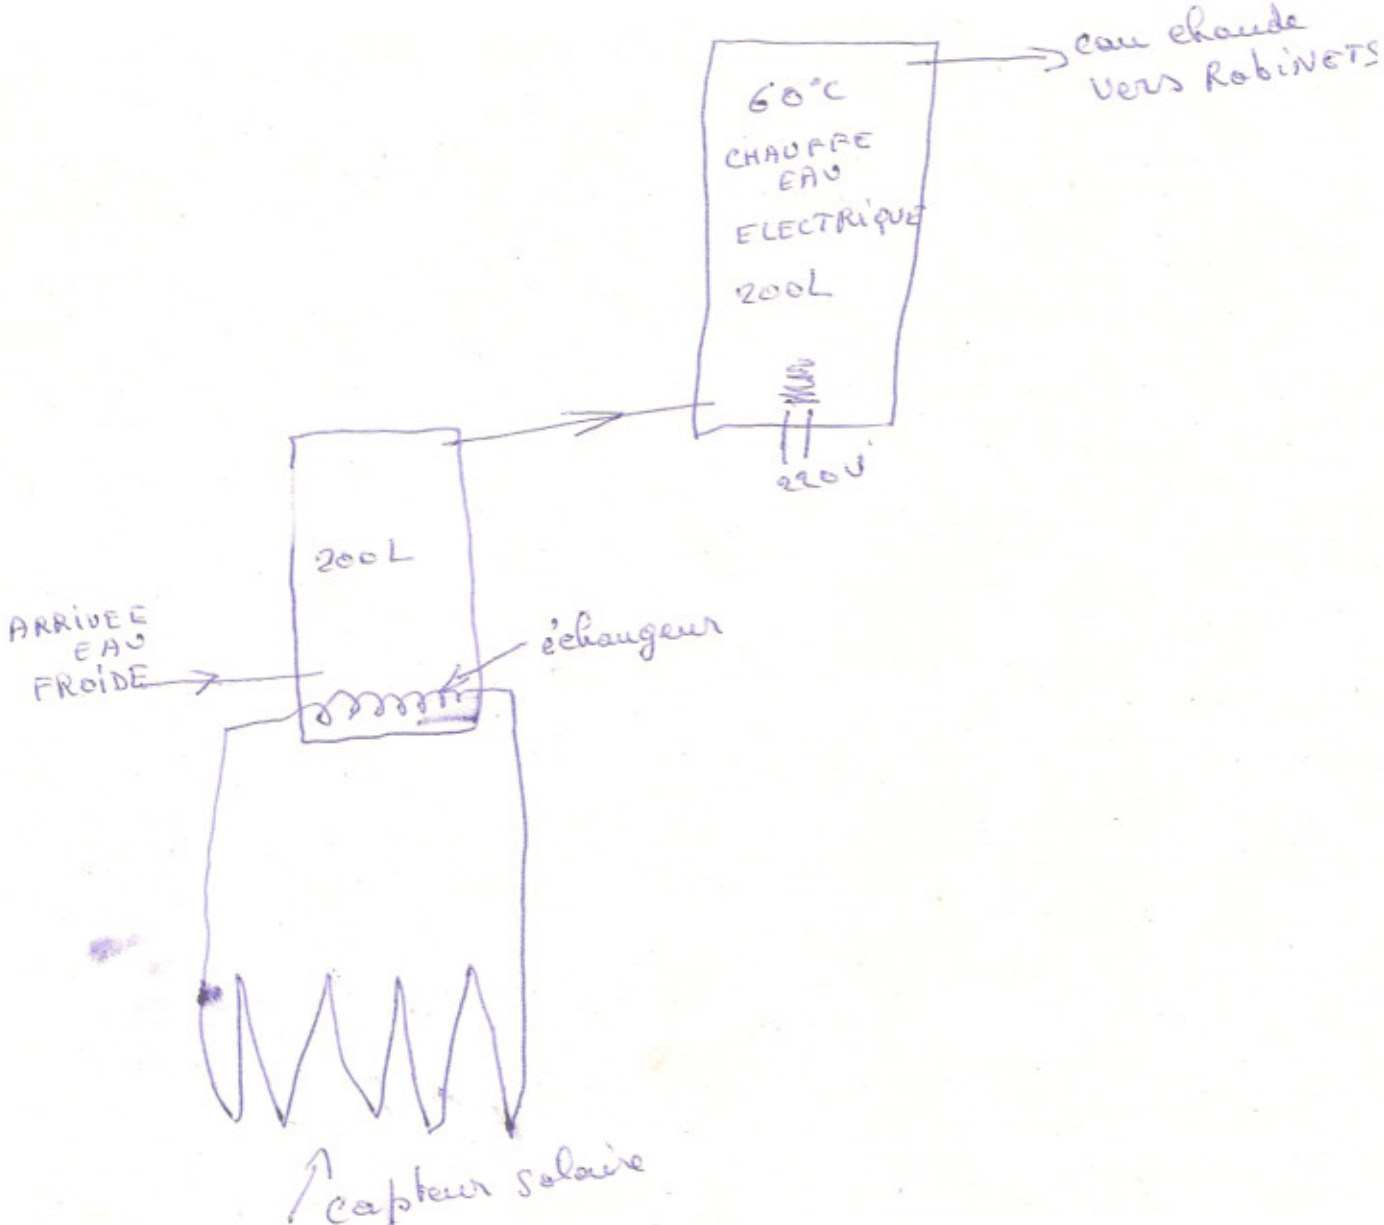 eau chaude
vers RobiNETS
60°C
CHAUFFE
EAU
ELECTRiQUE
200L
220V
200L
ARRivEE
EAU
FROiDE
échangeur
capteur solaire